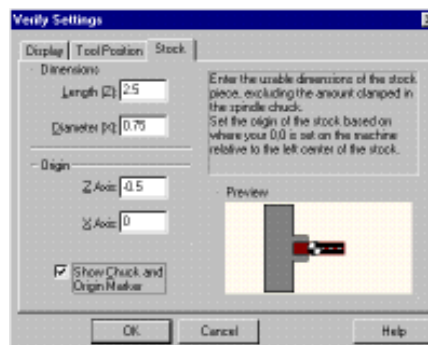 Verify Settings
Display
Tool Position
Stock
Dimensions
Length (Z): 2.5
Diameter (X): 0.75
Enter the usable dimensions of the stock
piece, excluding the amount clamped in
the spindle chuck.
Set the origin of the stock based on
where your 0,0 is set on the machine
relative to the left center of the stock.
Origin
Z Axis: -0.5
X Axis: 0
Preview
Show Chuck and
Origin Marker
OK
Cancel
Help